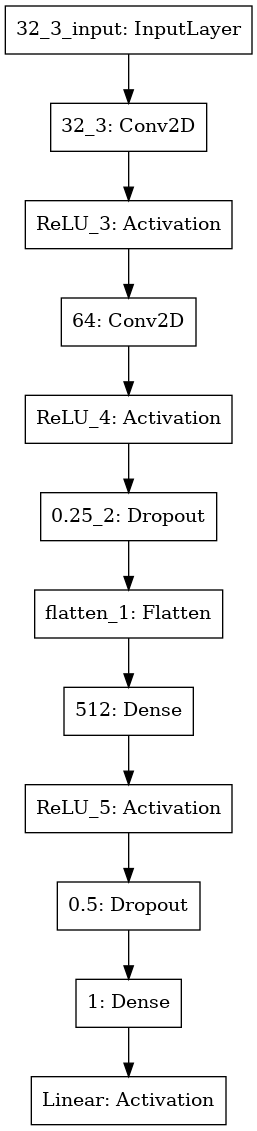 32_3_input: InputLayer
32_3: Conv2D
ReLU_3: Activation
64: Conv2D
ReLU_4: Activation
0.25_2: Dropout
flatten_1: Flatten
512: Dense
ReLU_5: Activation
0.5: Dropout
1: Dense
Linear: Activation